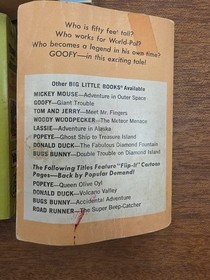 Who is fifty feet tall?
Who works for World-Pol?
Who becomes a legend in his own time?
GOOFY—in this exciting tale!
Other BIG LITTLE BOOKS® Available
MICKEY MOUSE—Adventure in Outer Space
GOOFY—Giant Trouble
TOM AND JERRY—Meet Mr. Fingers
WOODY WOODPECKER—The Meteor Menace
LASSIE—Adventure in Alaska
POPEYE—Ghost Ship to Treasure Island
DONALD DUCK—The Fabulous Diamond Fountain
BUGS BUNNY—Double Trouble on Diamond Island
The Following Titles Feature "Flip-It" Cartoon
Pages—Back by Popular Demand!
POPEYE—Queen Olive Oyl
DONALD DUCK—Volcano Valley
BUGS BUNNY—Accidental Adventure
ROAD RUNNER—The Super Beep-Catcher